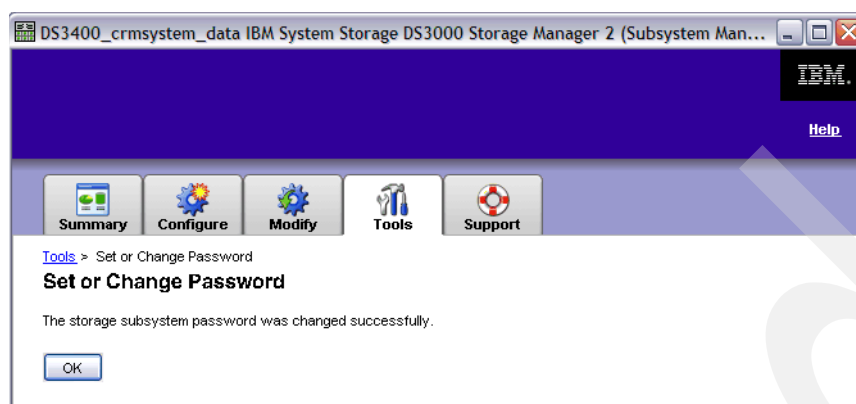 DS3400_crmsystem_data IBM System Storage DS3000 Storage Manager 2 (Subsystem Man...
IBM.
Help
Summary
Configure
Modify
Tools
Support
Tools > Set or Change Password
Set or Change Password
The storage subsystem password was changed successfully.
OK